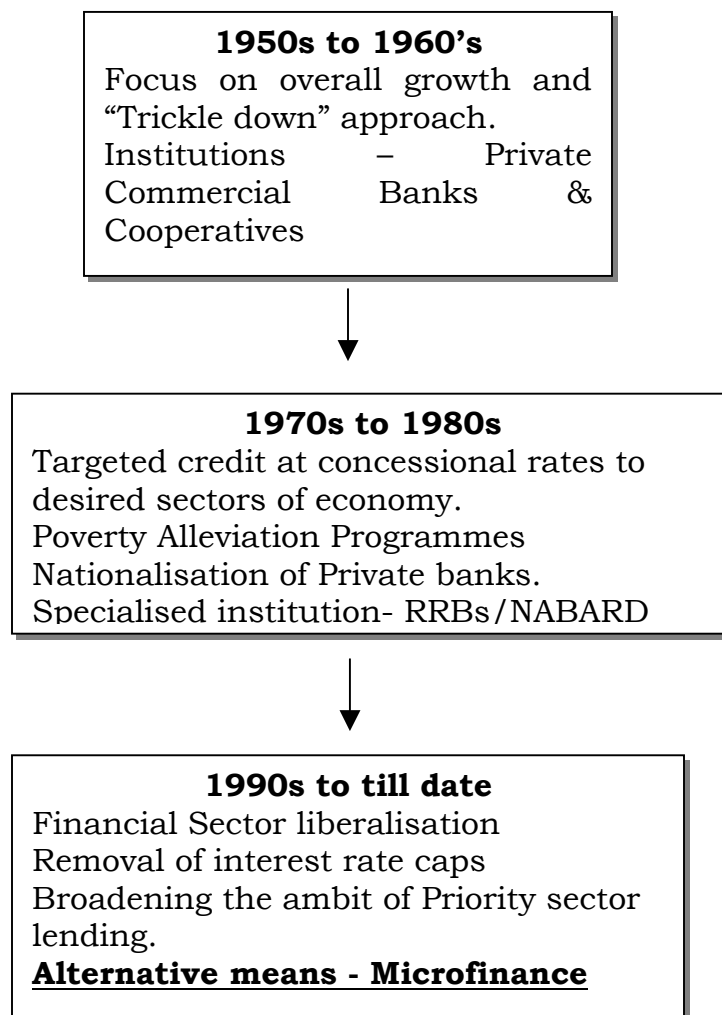 1950s to 1960's
Focus on overall growth and
“Trickle down” approach.
Institutions – Private
Commercial Banks &
Cooperatives
1970s to 1980s
Targeted credit at concessional rates to
desired sectors of economy.
Poverty Alleviation Programmes
Nationalisation of Private banks.
Specialised institution- RRBs/NABARD
1990s to till date
Financial Sector liberalisation
Removal of interest rate caps
Broadening the ambit of Priority sector
lending.
Alternative means - Microfinance